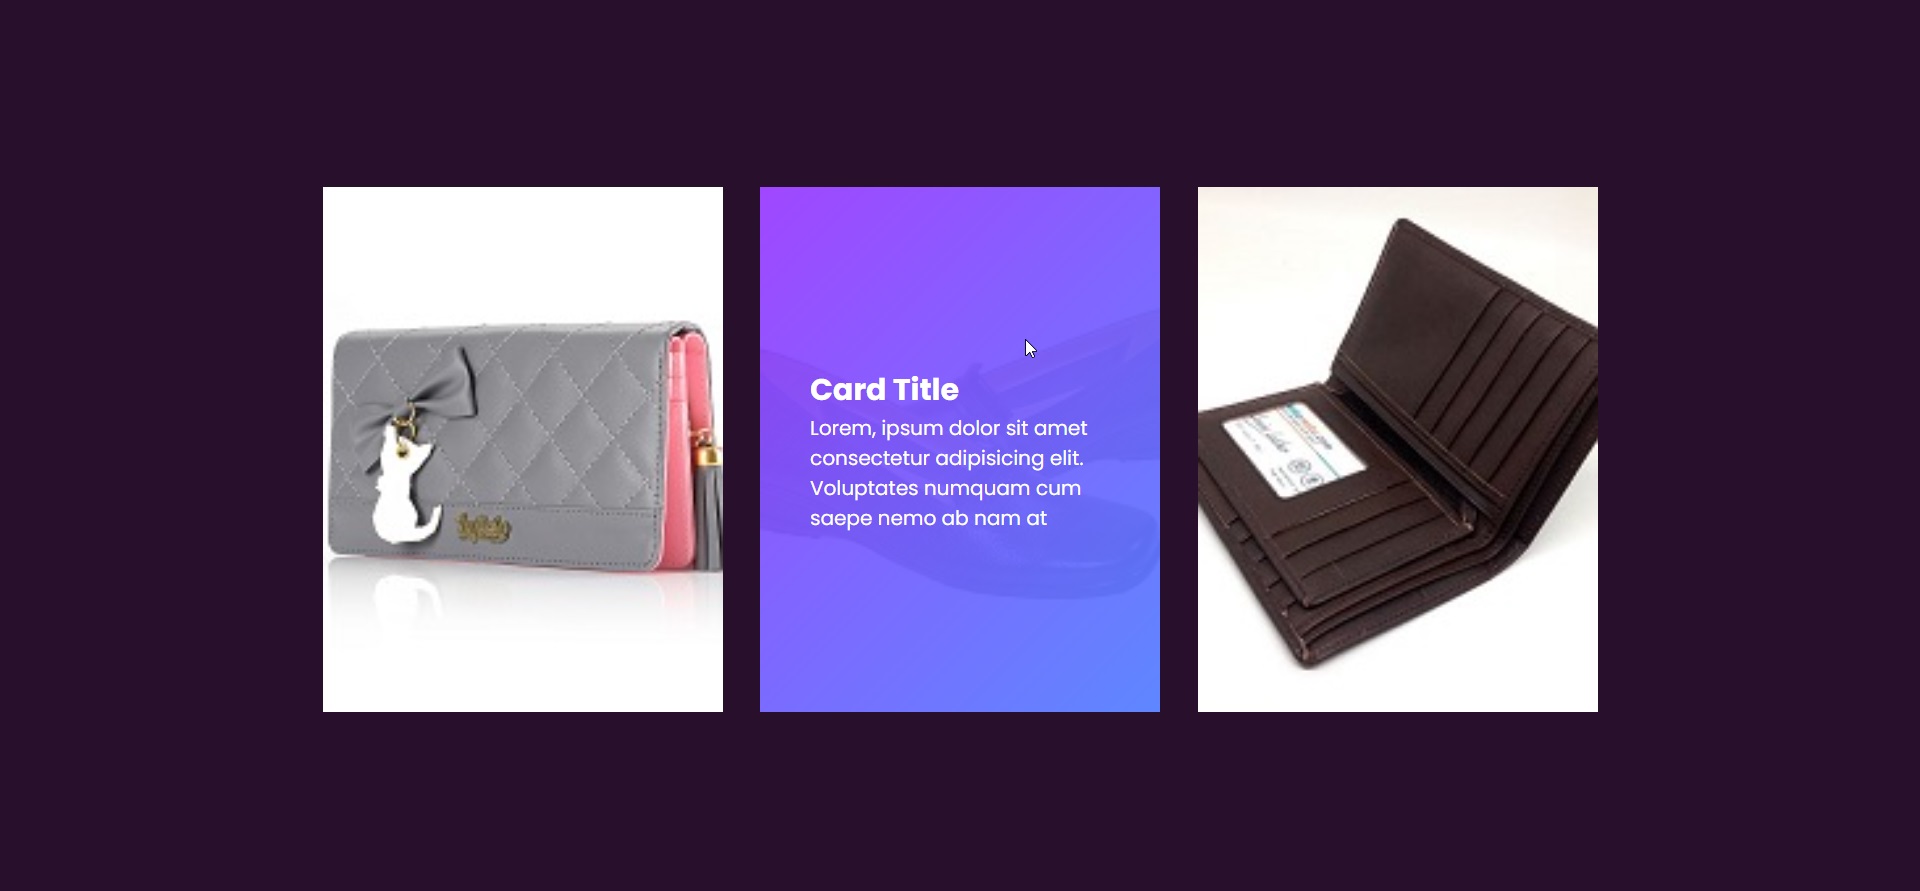 Card Title
Lorem, ipsum dolor sit amet
consectetur adipisicing elit.
Voluptates numquam cum
saepe nemo ab nam at